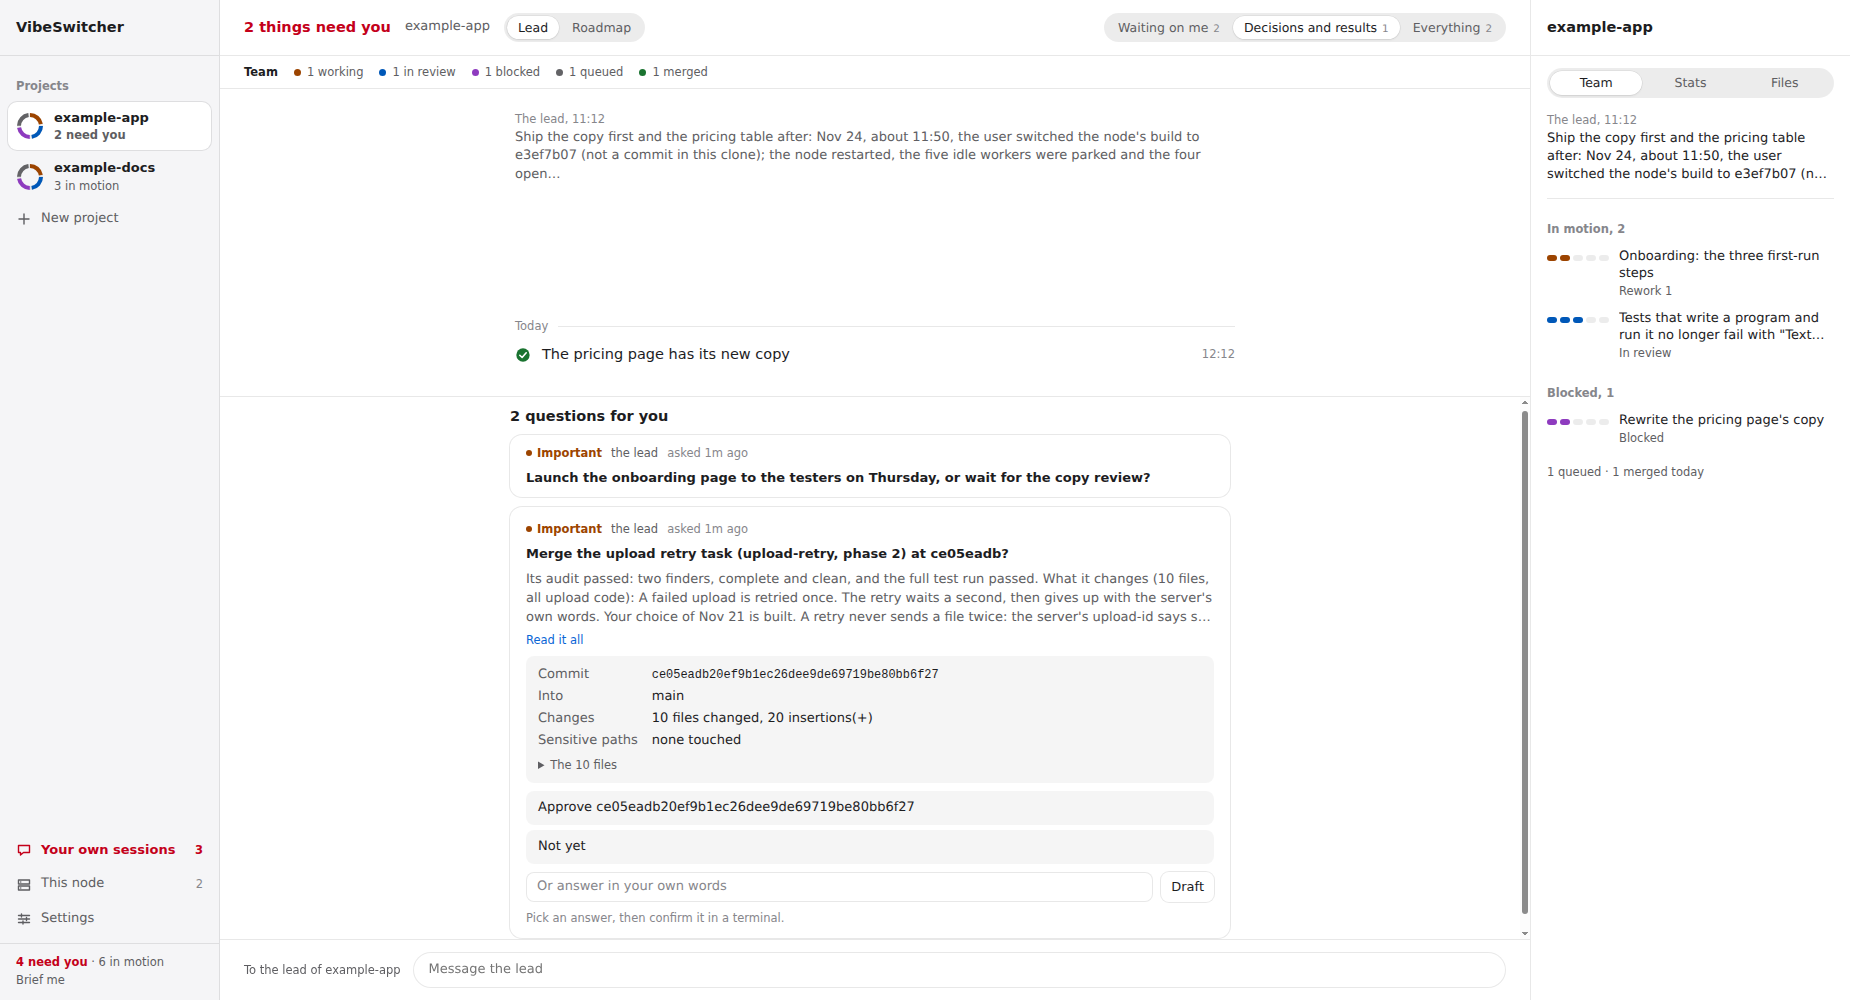 VibeSwitcher
Projects
example-app
2 need you
example-docs
3 in motion
New project
Your own sessions 3
This node 2
Settings
4 need you · 6 in motion
Brief me
2 things need you example-app Lead Roadmap
Waiting on me 2 Decisions and results 1 Everything 2
Team 1 working 1 in review 1 blocked 1 queued 1 merged
The lead, 11:12
Ship the copy first and the pricing table after: Nov 24, about 11:50, the user switched the node's build to
e3ef7b07 (not a commit in this clone); the node restarted, the five idle workers were parked and the four
open…
Today
The pricing page has its new copy 12:12
2 questions for you
Important the lead asked 1m ago
Launch the onboarding page to the testers on Thursday, or wait for the copy review?
Important the lead asked 1m ago
Merge the upload retry task (upload-retry, phase 2) at ce05eadb?
Its audit passed: two finders, complete and clean, and the full test run passed. What it changes (10 files,
all upload code): A failed upload is retried once. The retry waits a second, then gives up with the server's
own words. Your choice of Nov 21 is built. A retry never sends a file twice: the server's upload-id says s…
Read it all
Commit ce05eadb20ef9b1ec26dee9de69719be80bb6f27
Into main
Changes 10 files changed, 20 insertions(+)
Sensitive paths none touched
The 10 files
Approve ce05eadb20ef9b1ec26dee9de69719be80bb6f27
Not yet
Or answer in your own words Draft
Pick an answer, then confirm it in a terminal.
To the lead of example-app Message the lead
example-app
Team Stats Files
The lead, 11:12
Ship the copy first and the pricing table
after: Nov 24, about 11:50, the user
switched the node's build to e3ef7b07 (n…
In motion, 2
Onboarding: the three first-run
steps
Rework 1
Tests that write a program and
run it no longer fail with "Text…
In review
Blocked, 1
Rewrite the pricing page's copy
Blocked
1 queued · 1 merged today